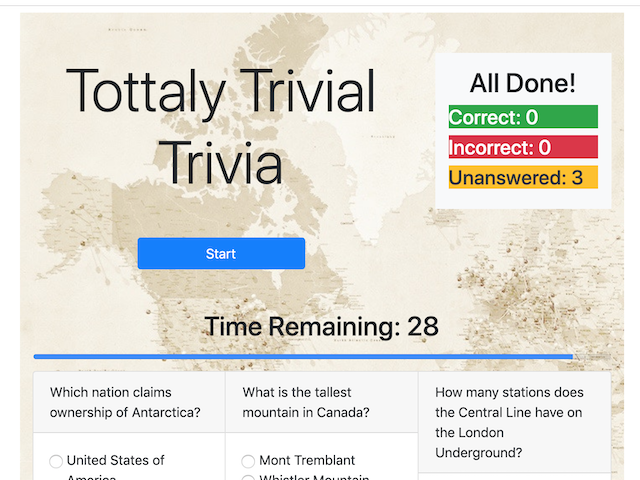 Tottaly Trivial
Trivia
All Done!
Correct: 0
Incorrect: 0
Unanswered: 3
Start
Time Remaining: 28
Which nation claims
ownership of Antarctica?
United States of
America
What is the tallest
mountain in Canada?
Mont Tremblant
Whistler Mountain
How many stations does
the Central Line have on
the London
Underground?